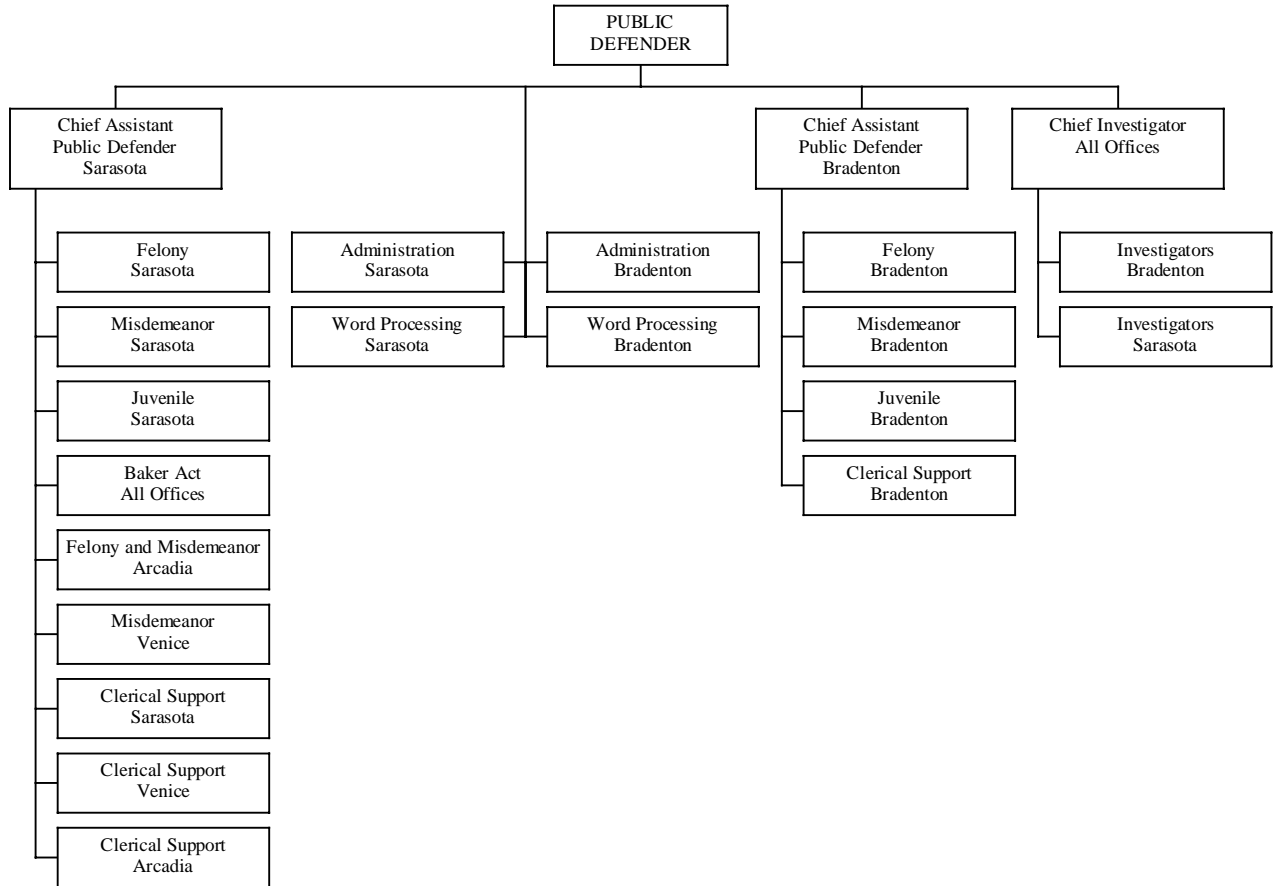 PUBLIC
DEFENDER
Chief Assistant
Public Defender
Sarasota
Chief Assistant
Public Defender
Bradenton
Chief Investigator
All Offices
Felony
Sarasota
Administration
Sarasota
Administration
Bradenton
Felony
Bradenton
Investigators
Bradenton
Misdemeanor
Sarasota
Word Processing
Sarasota
Word Processing
Bradenton
Misdemeanor
Bradenton
Investigators
Sarasota
Juvenile
Sarasota
Juvenile
Bradenton
Baker Act
All Offices
Clerical Support
Bradenton
Felony and Misdemeanor
Arcadia
Misdemeanor
Venice
Clerical Support
Sarasota
Clerical Support
Venice
Clerical Support
Arcadia